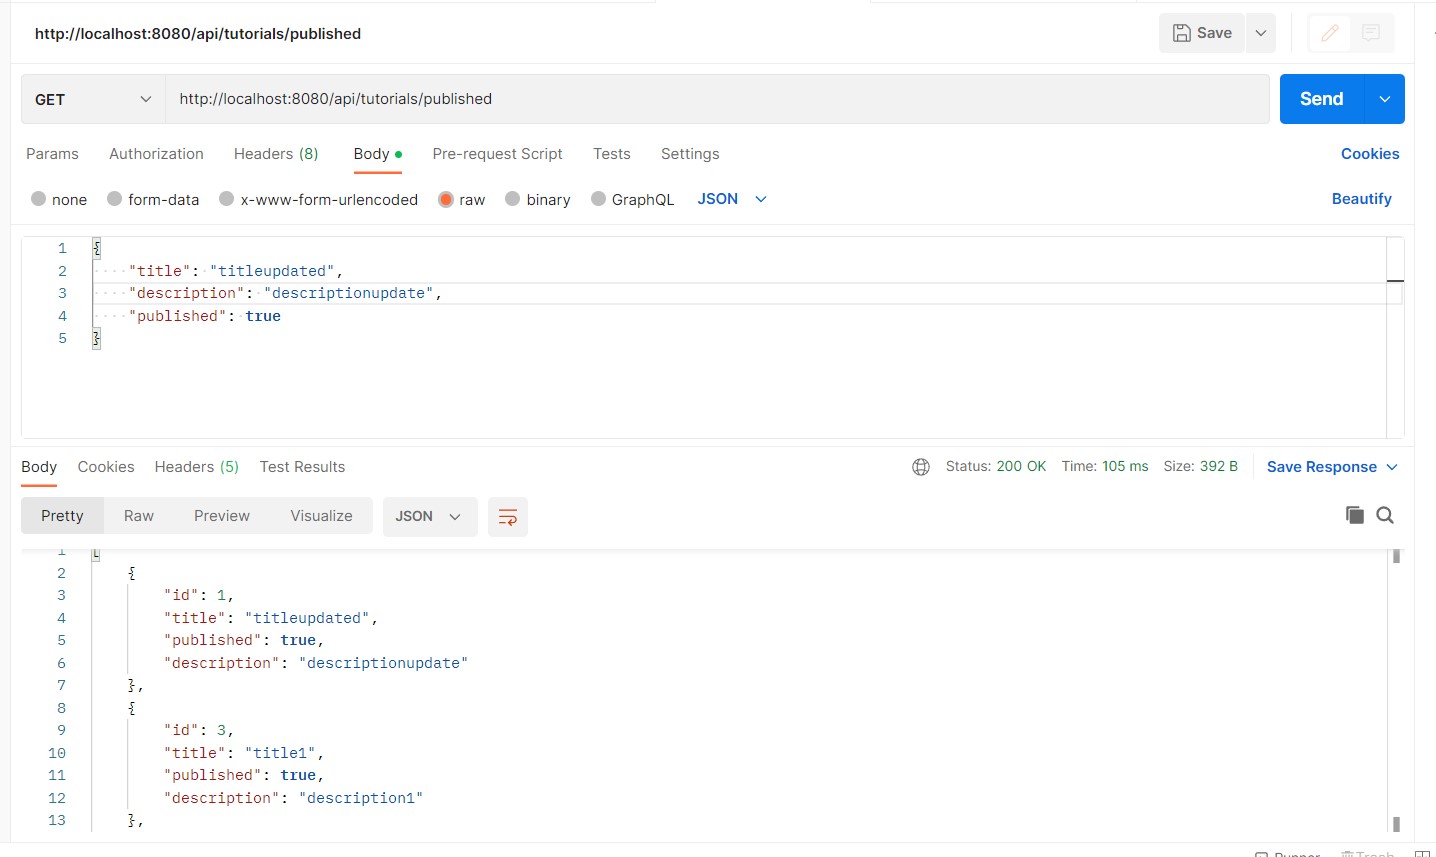 http://localhost:8080/api/tutorials/published
Save
GET
http://localhost:8080/api/tutorials/published
Send
Params Authorization Headers (8) Body Pre-request Script Tests Settings Cookies
none form-data x-www-form-urlencoded raw binary GraphQL JSON Beautify
1 {
2 "title": "titleupdated",
3 "description": "descriptionupdate",
4 "published": true
5 }
Body Cookies Headers (5) Test Results Status: 200 OK Time: 105 ms Size: 392 B Save Response
Pretty Raw Preview Visualize JSON
1 [
2 {
3 "id": 1,
4 "title": "titleupdated",
5 "published": true,
6 "description": "descriptionupdate"
7 },
8 {
9 "id": 3,
10 "title": "title1",
11 "published": true,
12 "description": "description1"
13 },
Runner Trash